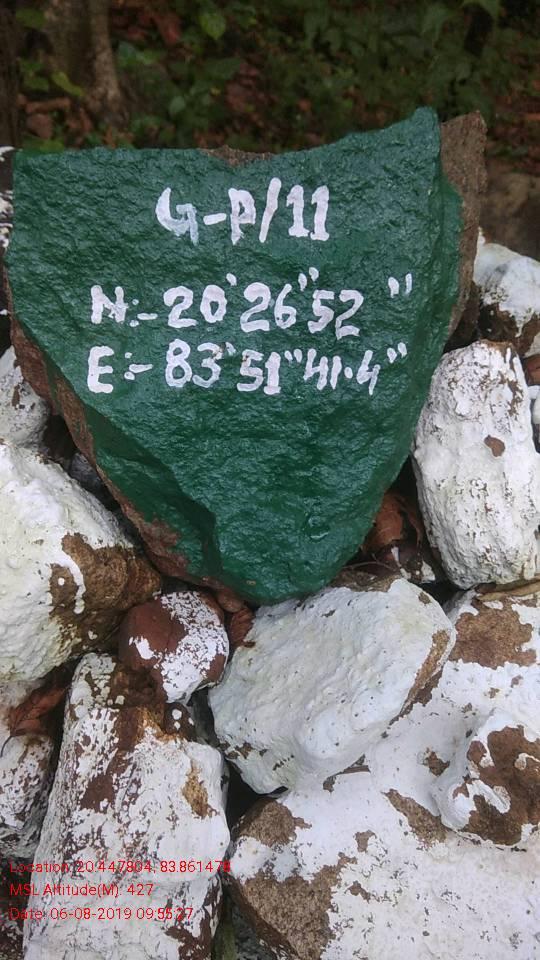 G-P/11
N:-20'26"52"
E:-83'51"41.4"
Location: 20.447804, 83.861478
MSL Altitude(M): 427
Date: 06-08-2019 09:55:27